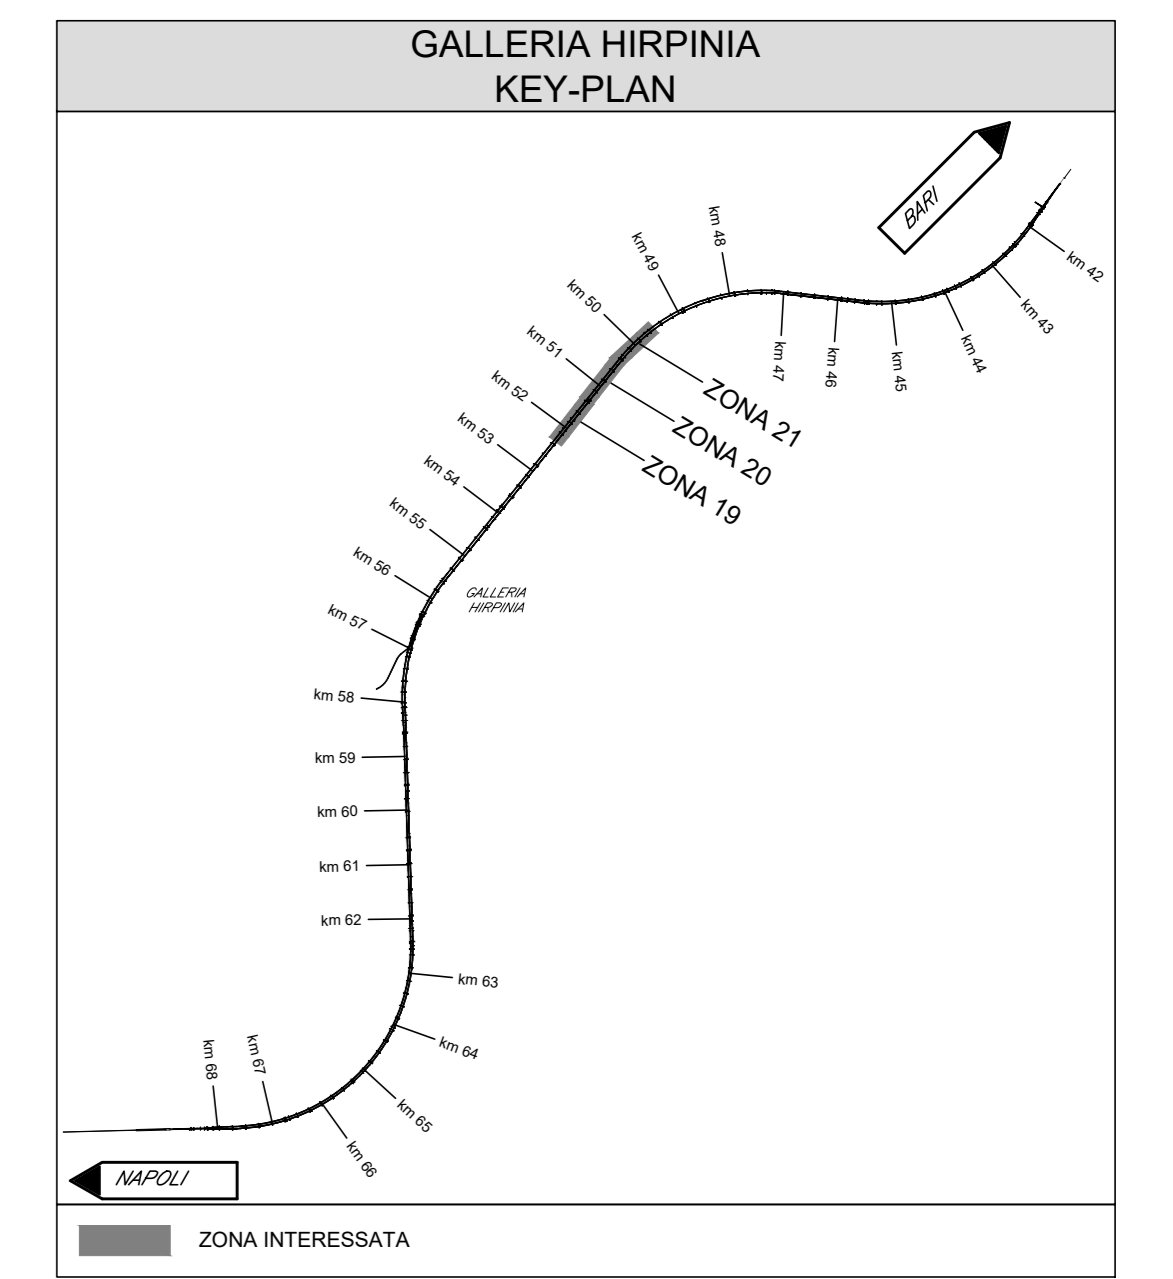 GALLERIA HIRPINIA
KEY-PLAN
BARI
km 42
km 43
km 44
km 45
km 46
km 47
km 48
km 49
km 50
km 51
km 52
km 53
km 54
km 55
km 56
km 57
km 58
km 59
km 60
km 61
km 62
km 63
km 64
km 65
km 66
km 67
km 68
ZONA 21
ZONA 20
ZONA 19
GALLERIA
HIRPINIA
NAPOLI
ZONA INTERESSATA